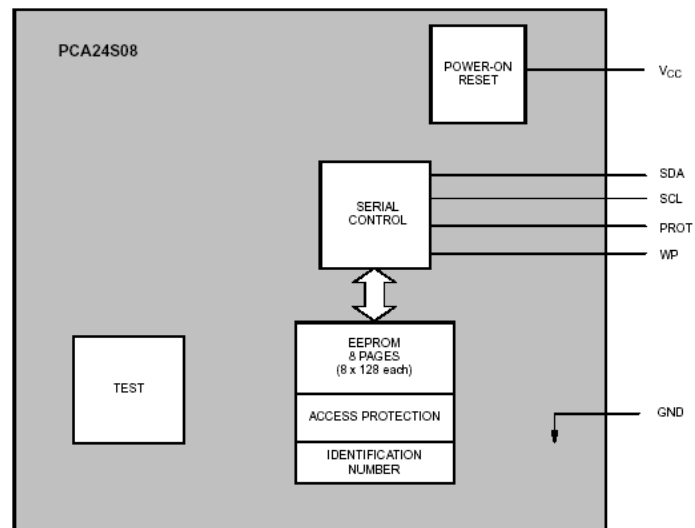 PCA24S08
POWER-ON
RESET
VCC
SERIAL
CONTROL
SDA
SCL
PROT
WP
EEPROM
8 PAGES
(8 x 128 each)
TEST
ACCESS PROTECTION
GND
IDENTIFICATION
NUMBER